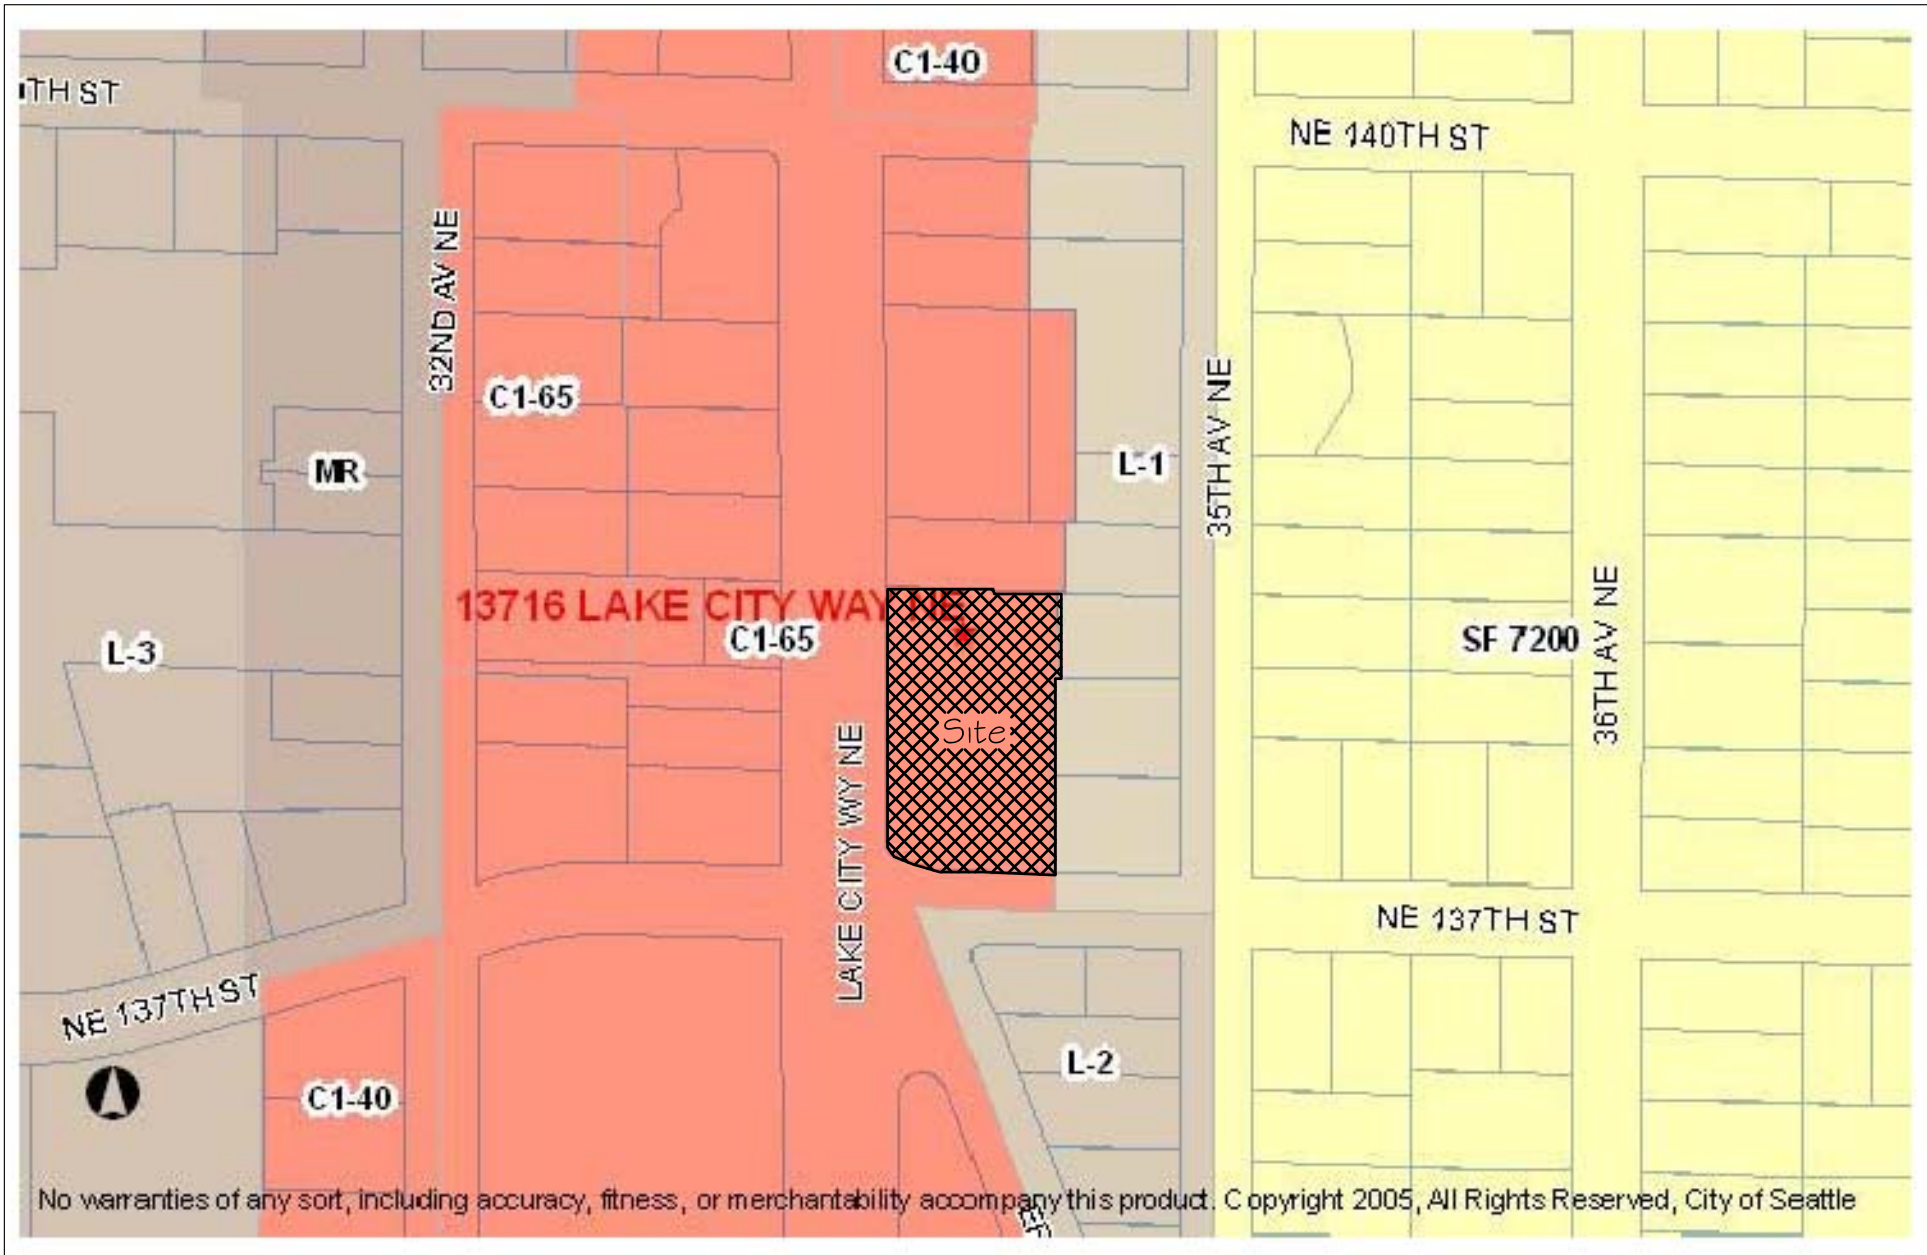 C1-40
TH ST
NE 140TH ST
32ND AV NE
C1-65
MR
L-1
35TH AV NE
13716 LAKE CITY WAY NE
C1-65
L-3
SF 7200
36TH AV NE
Site
LAKE CITY WY NE
NE 137TH ST
NE 137TH ST
L-2
C1-40
No warranties of any sort, including accuracy, fitness, or merchantability accompany this product. Copyright 2005, All Rights Reserved, City of Seattle